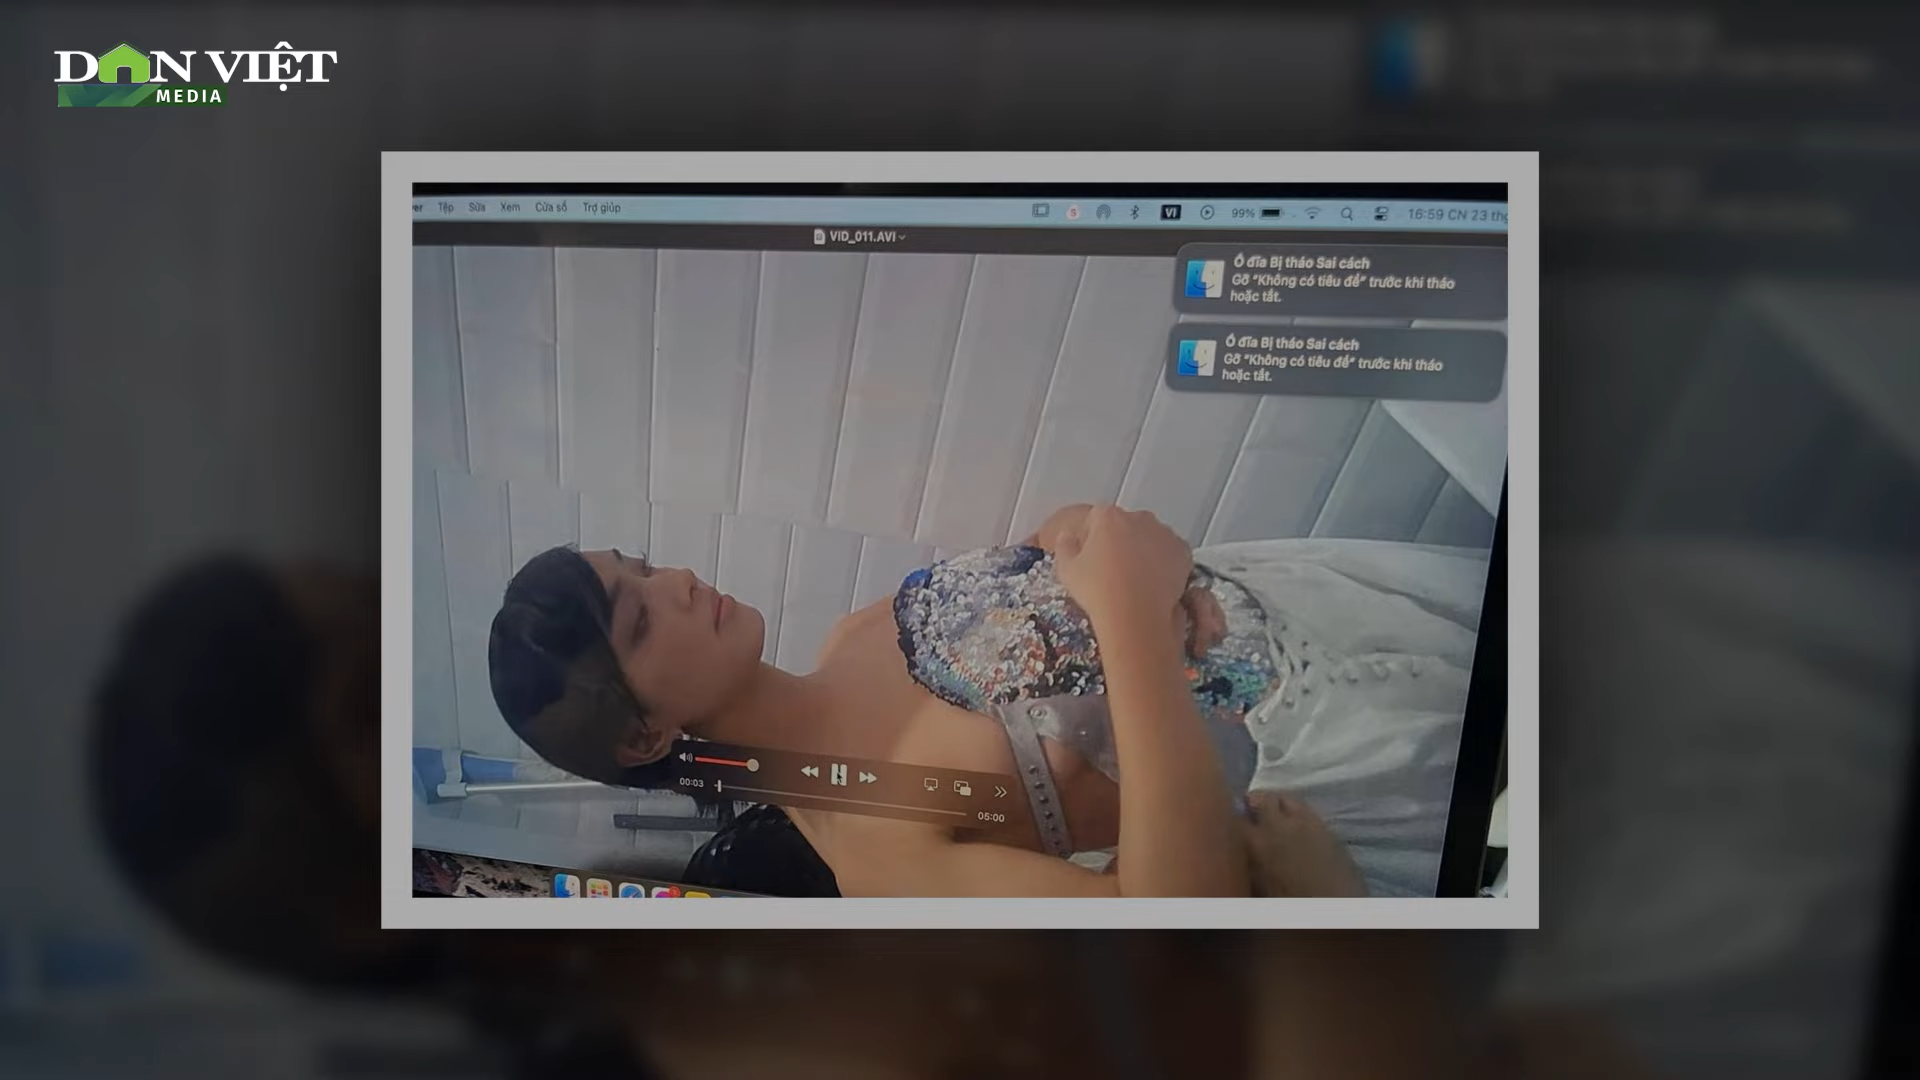 DÂN VIỆT
MEDIA
Tệp Sửa Xem Cửa sổ Trợ giúp
S VI 99% 16:59 CN 23
VID_011.AVI
Ổ đĩa Bị tháo Sai cách
Gỡ "Không có tiêu đề" trước khi tháo
hoặc tắt.
Ổ đĩa Bị tháo Sai cách
Gỡ "Không có tiêu đề" trước khi tháo
hoặc tắt.
00:03
05:00